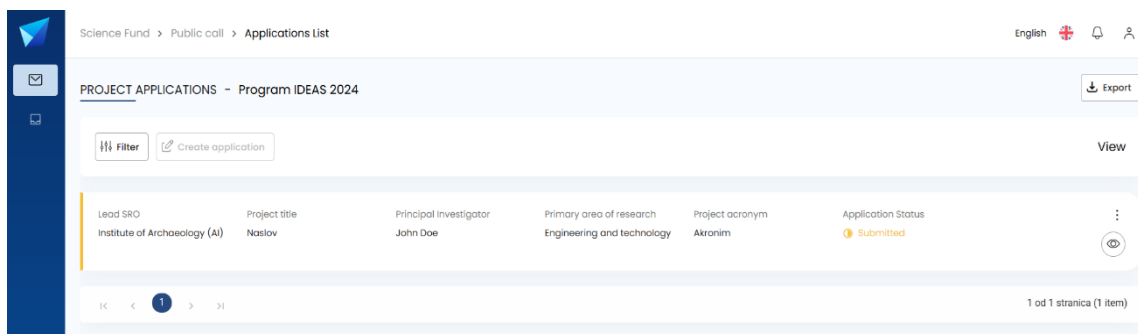 Science Fund > Public call > Applications List
English
PROJECT APPLICATIONS - Program IDEAS 2024
Export
Filter
Create application
View
Lead SRO Project title Principal Investigator Primary area of research Project acronym Application Status
Institute of Archaeology (AI) Naslov John Doe Engineering and technology Akronim Submitted
1
1 od 1 stranica (1 item)